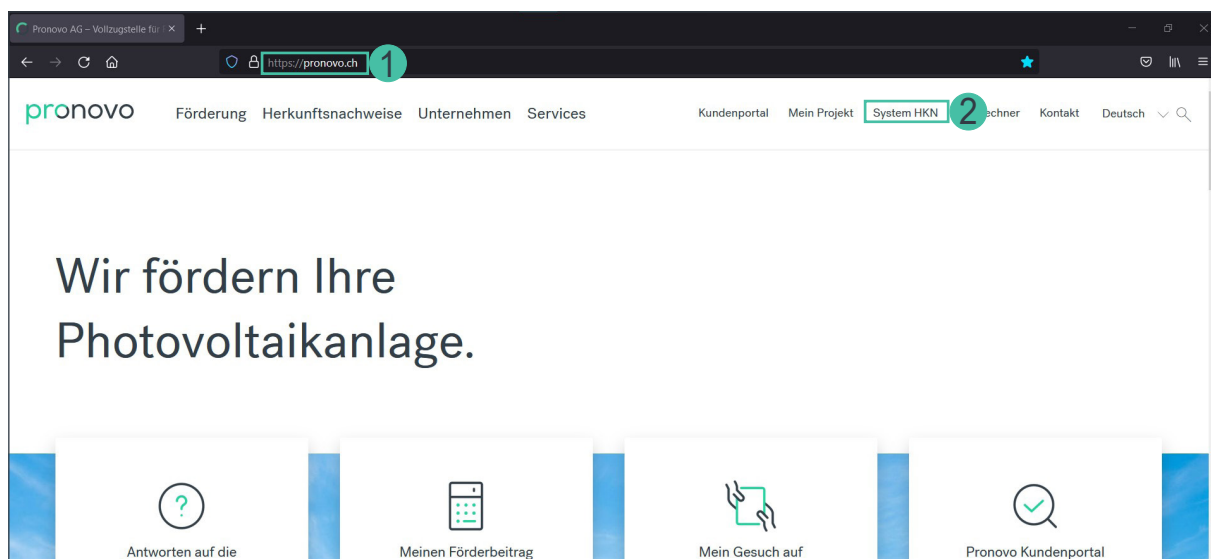 Pronovo AG – Vollzugstelle für
https://pronovo.ch 1
pronovo Förderung Herkunftsnachweise Unternehmen Services Kundenportal Mein Projekt System HKN 2 echner Kontakt Deutsch
Wir fördern Ihre
Photovoltaikanlage.
Antworten auf die Meinen Förderbeitrag Mein Gesuch auf Pronovo Kundenportal